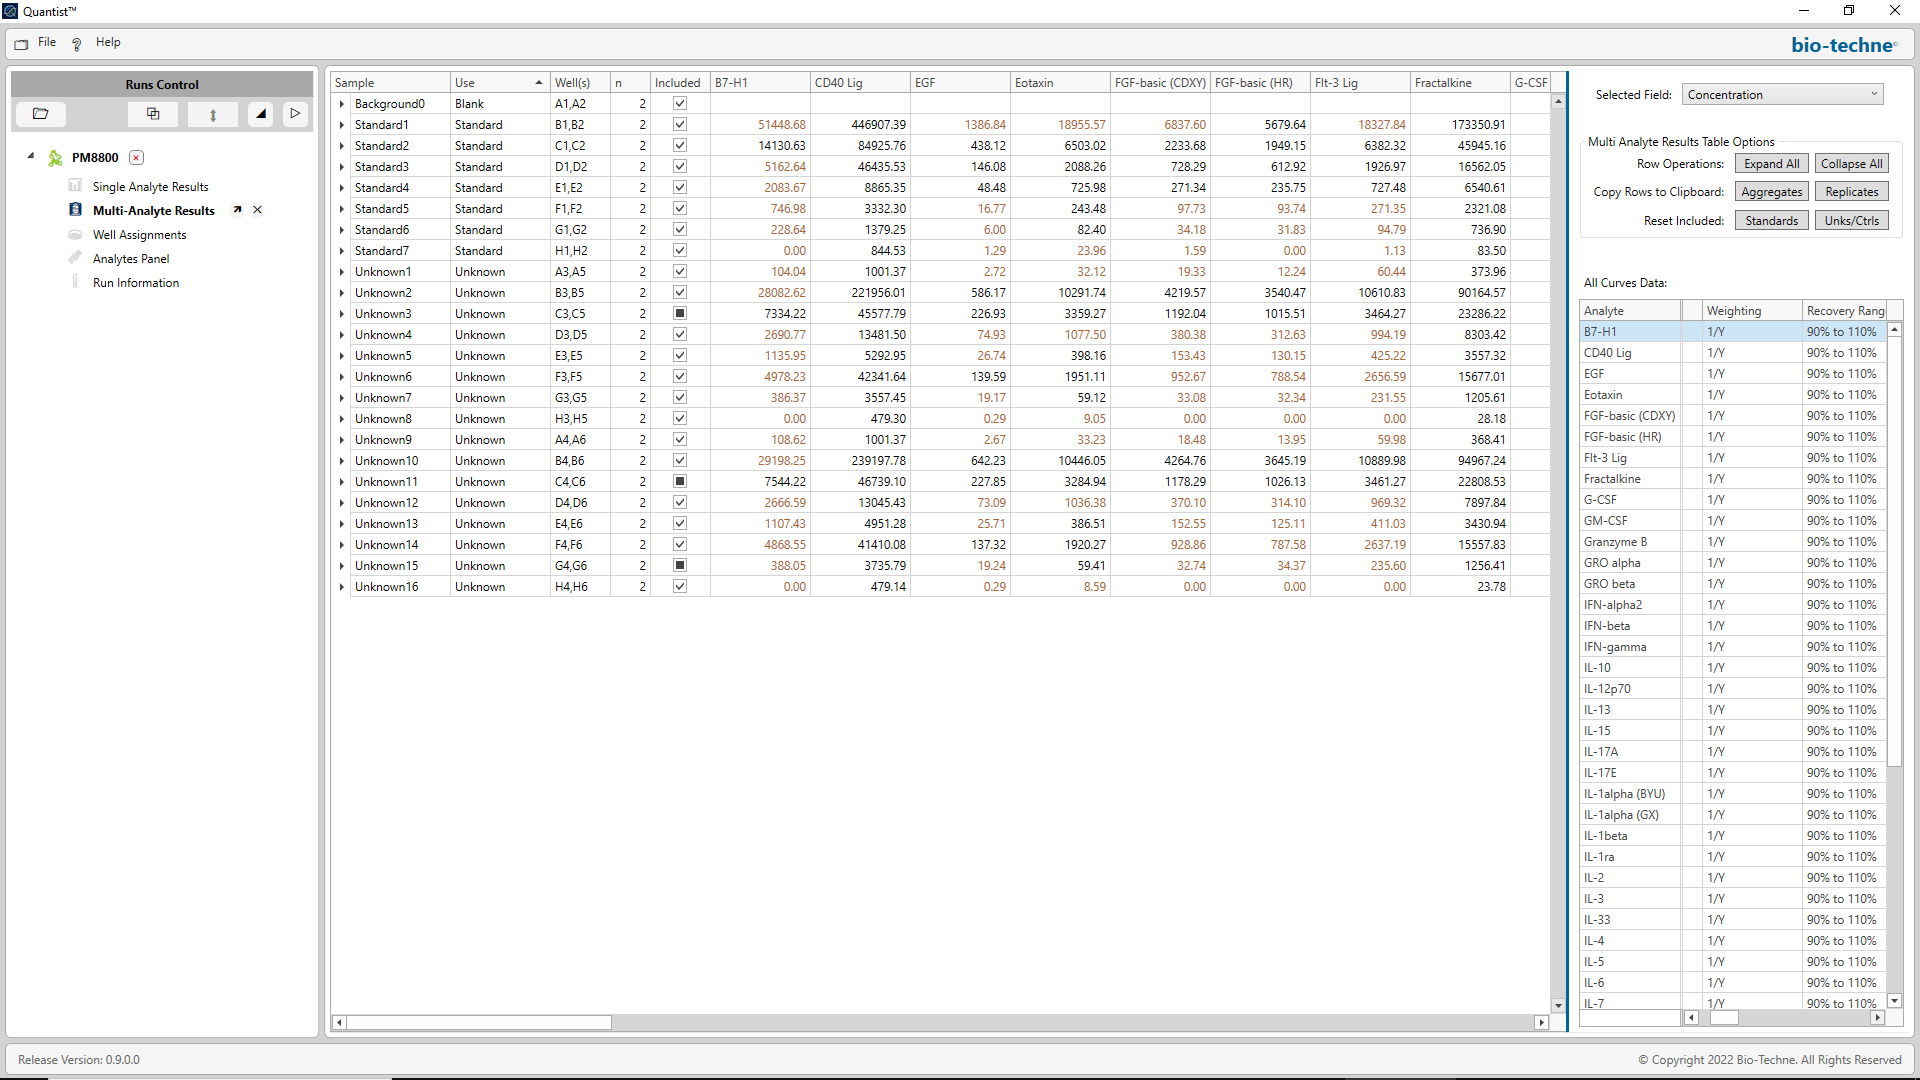 Quantist™
File Help
bio-techne
Runs Control
PM8800
Single Analyte Results
Multi-Analyte Results
Well Assignments
Analytes Panel
Run Information
Sample Use Well(s) n Included B7-H1 CD40 Lig EGF Eotaxin FGF-basic (CDXY) FGF-basic (HR) Flt-3 Lig Fractalkine G-CSF
Background0 Blank A1,A2 2
Standard1 Standard B1,B2 2 51448.68 446907.39 1386.84 18955.57 6837.60 5679.64 18327.84 173350.91
Standard2 Standard C1,C2 2 14130.63 84925.76 438.12 6503.02 2233.68 1949.15 6382.32 45945.16
Standard3 Standard D1,D2 2 5162.64 46435.53 146.08 2088.26 728.29 612.92 1926.97 16562.05
Standard4 Standard E1,E2 2 2083.67 8865.35 48.48 725.98 271.34 235.75 727.48 6540.61
Standard5 Standard F1,F2 2 746.98 3332.30 16.77 243.48 97.73 93.74 271.35 2321.08
Standard6 Standard G1,G2 2 228.64 1379.25 6.00 82.40 34.18 31.83 94.79 736.90
Standard7 Standard H1,H2 2 0.00 844.53 1.29 23.96 1.59 0.00 1.13 83.50
Unknown1 Unknown A3,A5 2 104.04 1001.37 2.72 32.12 19.33 12.24 60.44 373.96
Unknown2 Unknown B3,B5 2 28082.62 221956.01 586.17 10291.74 4219.57 3540.47 10610.83 90164.57
Unknown3 Unknown C3,C5 2 7334.22 45577.79 226.93 3359.27 1192.04 1015.51 3464.27 23286.22
Unknown4 Unknown D3,D5 2 2690.77 13481.50 74.93 1077.50 380.38 312.63 994.19 8303.42
Unknown5 Unknown E3,E5 2 1135.95 5292.95 26.74 398.16 153.43 130.15 425.22 3557.32
Unknown6 Unknown F3,F5 2 4978.23 42341.64 139.59 1951.11 952.67 788.54 2656.59 15677.01
Unknown7 Unknown G3,G5 2 386.37 3557.45 19.17 59.12 33.08 32.34 231.55 1205.61
Unknown8 Unknown H3,H5 2 0.00 479.30 0.29 9.05 0.00 0.00 0.00 28.18
Unknown9 Unknown A4,A6 2 108.62 1001.37 2.67 33.23 18.48 13.95 59.98 368.41
Unknown10 Unknown B4,B6 2 29198.25 239197.78 642.23 10446.05 4264.76 3645.19 10889.98 94967.24
Unknown11 Unknown C4,C6 2 7544.22 46739.10 227.85 3284.94 1178.29 1026.13 3461.27 22808.53
Unknown12 Unknown D4,D6 2 2666.59 13045.43 73.09 1036.38 370.10 314.10 969.32 7897.84
Unknown13 Unknown E4,E6 2 1107.43 4951.28 25.71 386.51 152.55 125.11 411.03 3430.94
Unknown14 Unknown F4,F6 2 4868.55 41410.08 137.32 1920.27 928.86 787.58 2637.19 15557.83
Unknown15 Unknown G4,G6 2 388.05 3735.79 19.24 59.41 32.74 34.37 235.60 1256.41
Unknown16 Unknown H4,H6 2 0.00 479.14 0.29 8.59 0.00 0.00 0.00 23.78
Selected Field: Concentration
Multi Analyte Results Table Options
Row Operations: Expand All Collapse All
Copy Rows to Clipboard: Aggregates Replicates
Reset Included: Standards Unks/Ctrls
All Curves Data:
Analyte Weighting Recovery Rang
B7-H1 1/Y 90% to 110%
CD40 Lig 1/Y 90% to 110%
EGF 1/Y 90% to 110%
Eotaxin 1/Y 90% to 110%
FGF-basic (CDXY) 1/Y 90% to 110%
FGF-basic (HR) 1/Y 90% to 110%
Flt-3 Lig 1/Y 90% to 110%
Fractalkine 1/Y 90% to 110%
G-CSF 1/Y 90% to 110%
GM-CSF 1/Y 90% to 110%
Granzyme B 1/Y 90% to 110%
GRO alpha 1/Y 90% to 110%
GRO beta 1/Y 90% to 110%
IFN-alpha2 1/Y 90% to 110%
IFN-beta 1/Y 90% to 110%
IFN-gamma 1/Y 90% to 110%
IL-10 1/Y 90% to 110%
IL-12p70 1/Y 90% to 110%
IL-13 1/Y 90% to 110%
IL-15 1/Y 90% to 110%
IL-17A 1/Y 90% to 110%
IL-17E 1/Y 90% to 110%
IL-1alpha (BYU) 1/Y 90% to 110%
IL-1alpha (GX) 1/Y 90% to 110%
IL-1beta 1/Y 90% to 110%
IL-1ra 1/Y 90% to 110%
IL-2 1/Y 90% to 110%
IL-3 1/Y 90% to 110%
IL-33 1/Y 90% to 110%
IL-4 1/Y 90% to 110%
IL-5 1/Y 90% to 110%
IL-6 1/Y 90% to 110%
IL-7 1/Y 90% to 110%
Release Version: 0.9.0.0
© Copyright 2022 Bio-Techne. All Rights Reserved